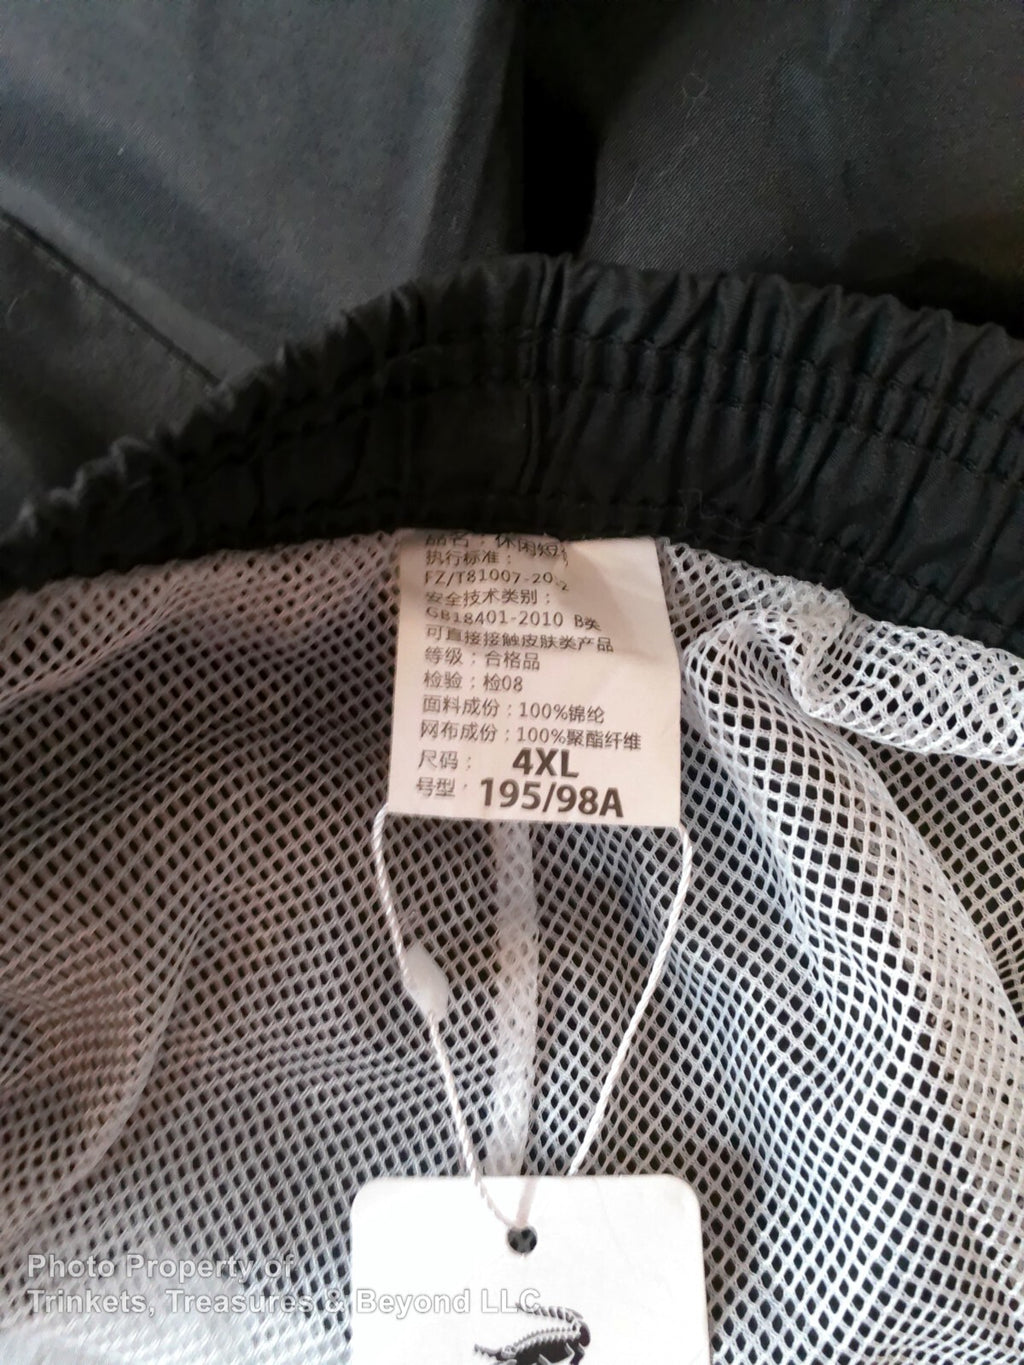 品名：休闲短
执行标准：
FZ/T81007-20 2
安全技术类别；
GB18401-2010 B类
可直接接触皮肤类产品
等级；合格品
检验；检08
面料成份：100%锦纶
网布成份；100%聚酯纤维
尺码； 4XL
号型· 195/98A
Photo Property of
Trinkets, Treasures & Beyond LLC